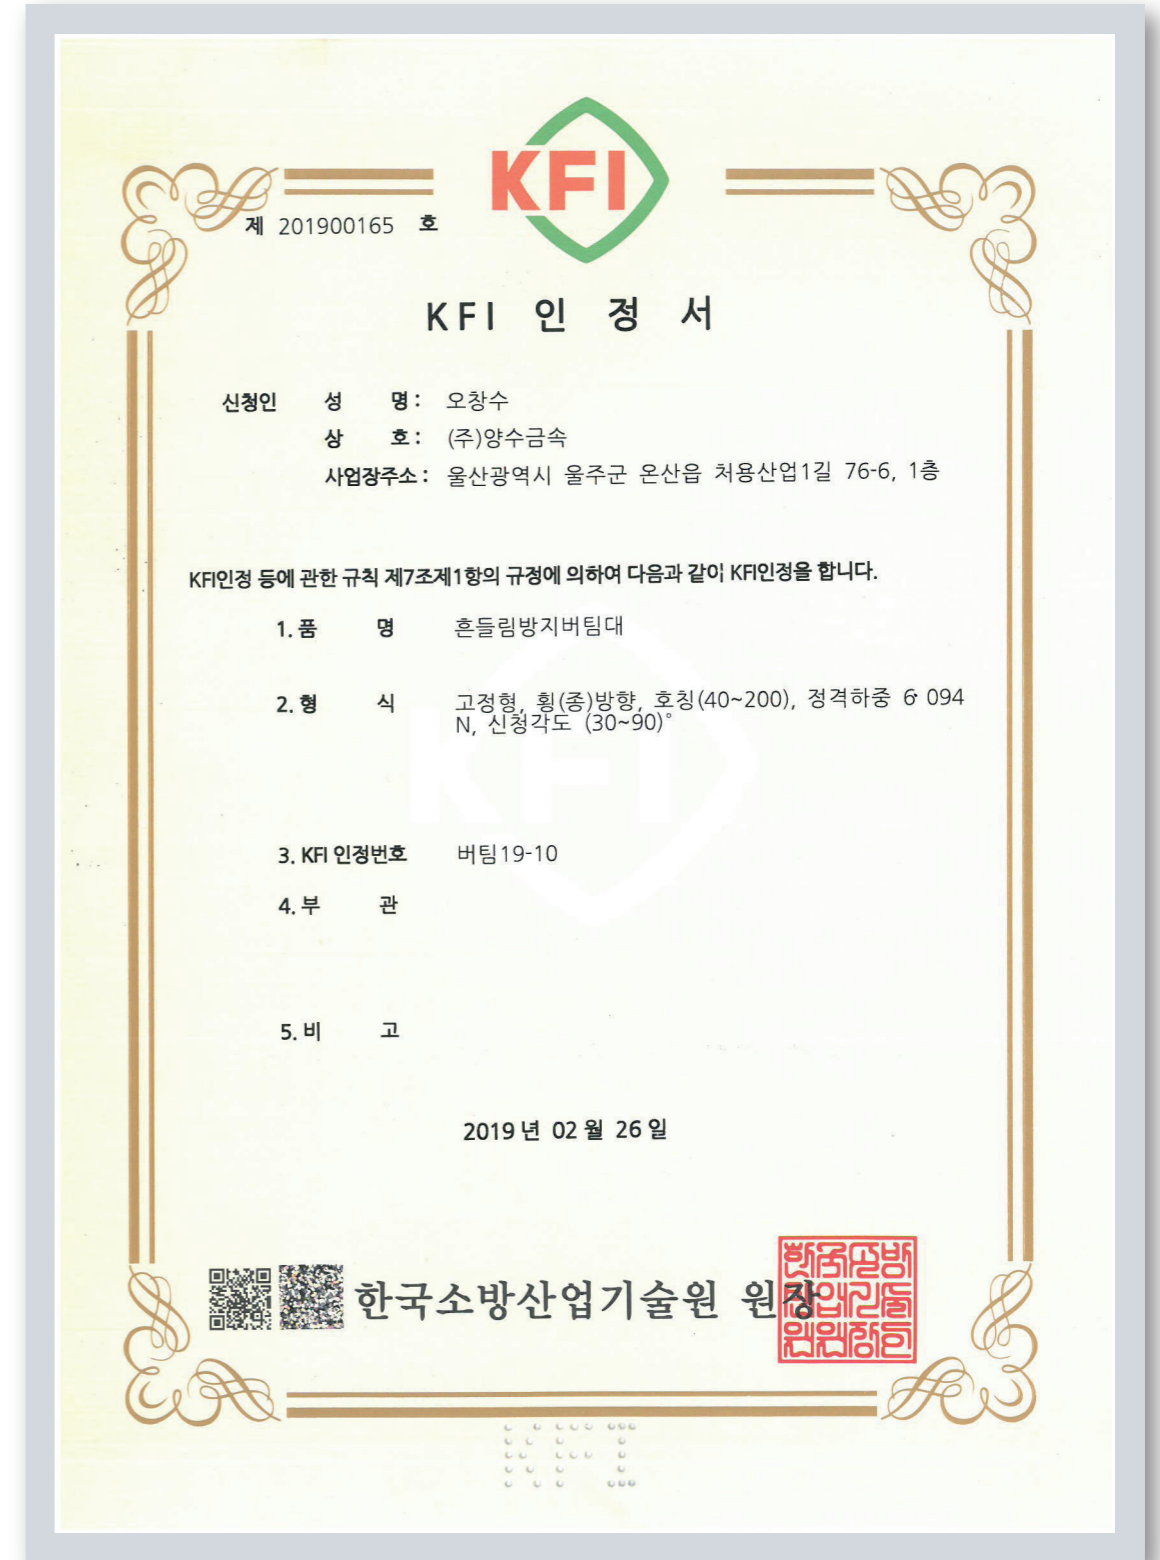 KFI
제 201900165 호
KFI 인 정 서
신청인 성 명 : 오창수
상 호 : (주)양수금속
사업장주소 : 울산광역시 울주군 온산읍 처용산업1길 76-6, 1층
KFI인정 등에 관한 규칙 제7조제1항의 규정에 의하여 다음과 같이 KFI인정을 합니다.
1. 품 명 흔들림방지버팀대
2. 형 식 고정형, 횡(종)방향, 호칭(40~200), 정격하중 6 094
N, 신청각도 (30~90)°
KFI
3. KFI 인정번호 버팀19-10
4. 부 관
5. 비 고
2019 년 02 월 26 일
한국소방산업기술원 원장
KFI